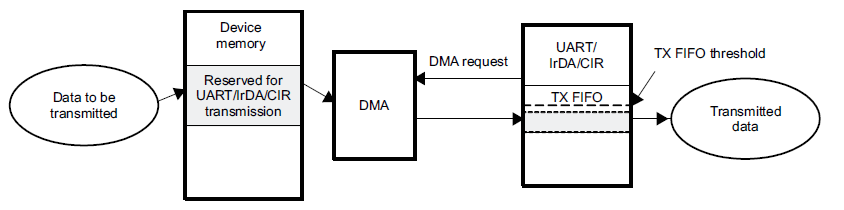 Data to be
transmitted
Device
memory
Reserved for
UART/IrDA/CIR
transmission
DMA
DMA request
UART/
IrDA/CIR
TX FIFO
TX FIFO threshold
Transmitted
data